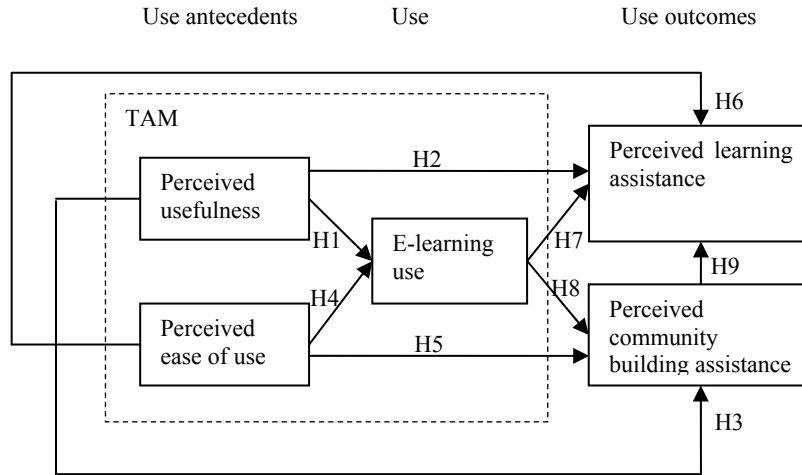 Use antecedents Use Use outcomes
H6
TAM
Perceived learning
assistance
H2
Perceived
usefulness
H1
E-learning
use
H7
H9
H4
H8
Perceived
ease of use
Perceived
community
building assistance
H5
H3